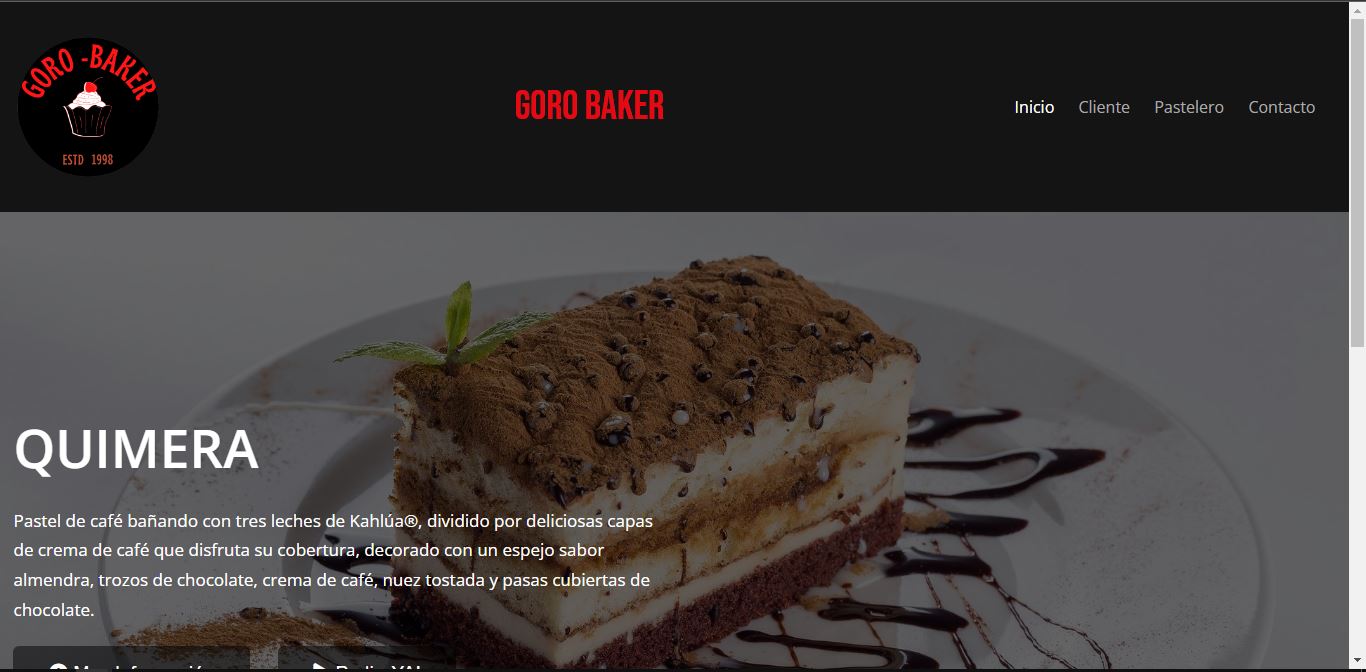 GORO -BAKER
ESTD 1998
GORO BAKER
Inicio Cliente Pastelero Contacto
QUIMERA
Pastel de café bañando con tres leches de Kahlúa®, dividido por deliciosas capas
de crema de café que disfruta su cobertura, decorado con un espejo sabor
almendra, trozos de chocolate, crema de café, nuez tostada y pasas cubiertas de
chocolate.